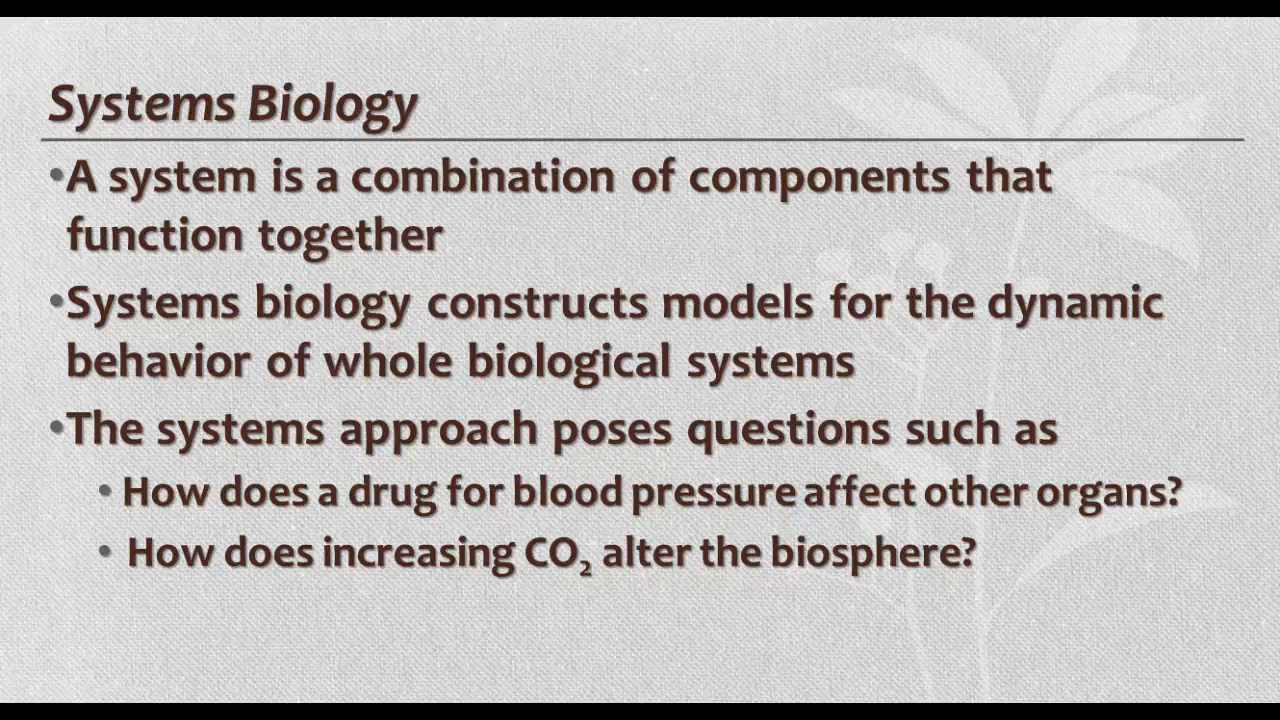 Systems Biology
•A system is a combination of components that
function together
•Systems biology constructs models for the dynamic
behavior of whole biological systems
•The systems approach poses questions such as
• How does a drug for blood pressure affect other organs?
• How does increasing CO₂ alter the biosphere?